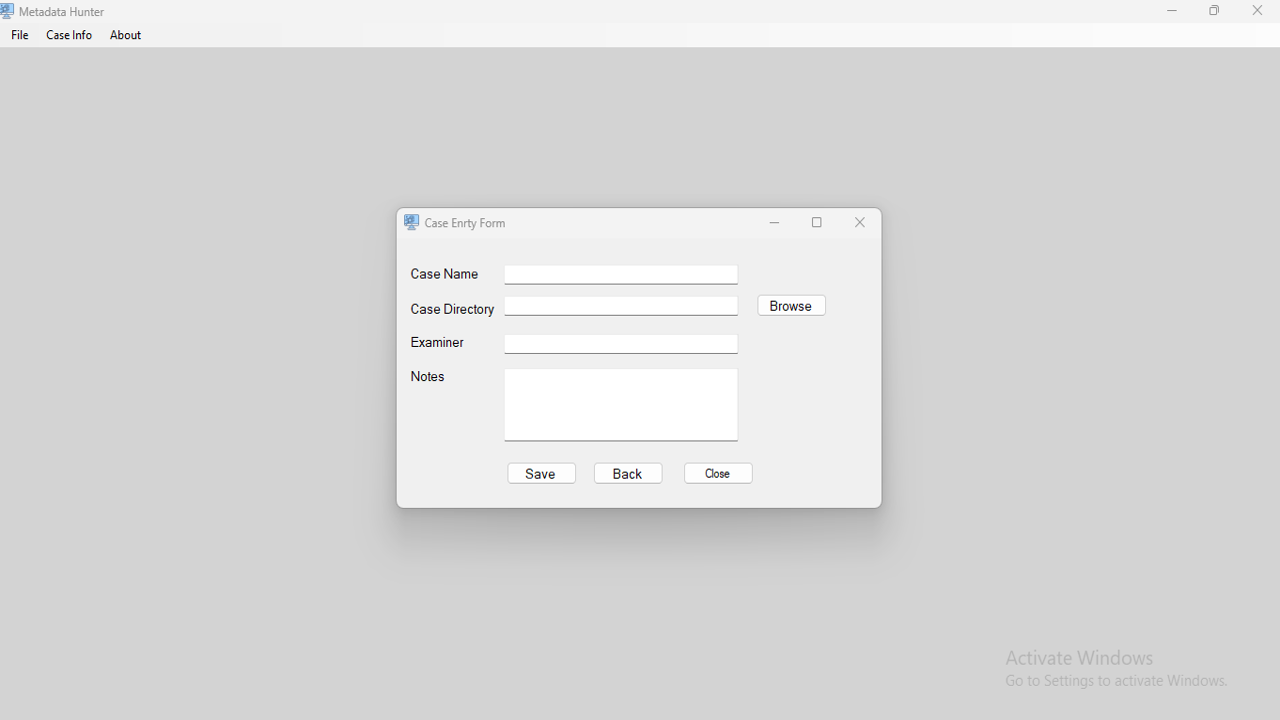 Metadata Hunter
File Case Info About
Case Enrty Form
Case Name
Case Directory Browse
Examiner
Notes
Save Back Close
Activate Windows
Go to Settings to activate Windows.